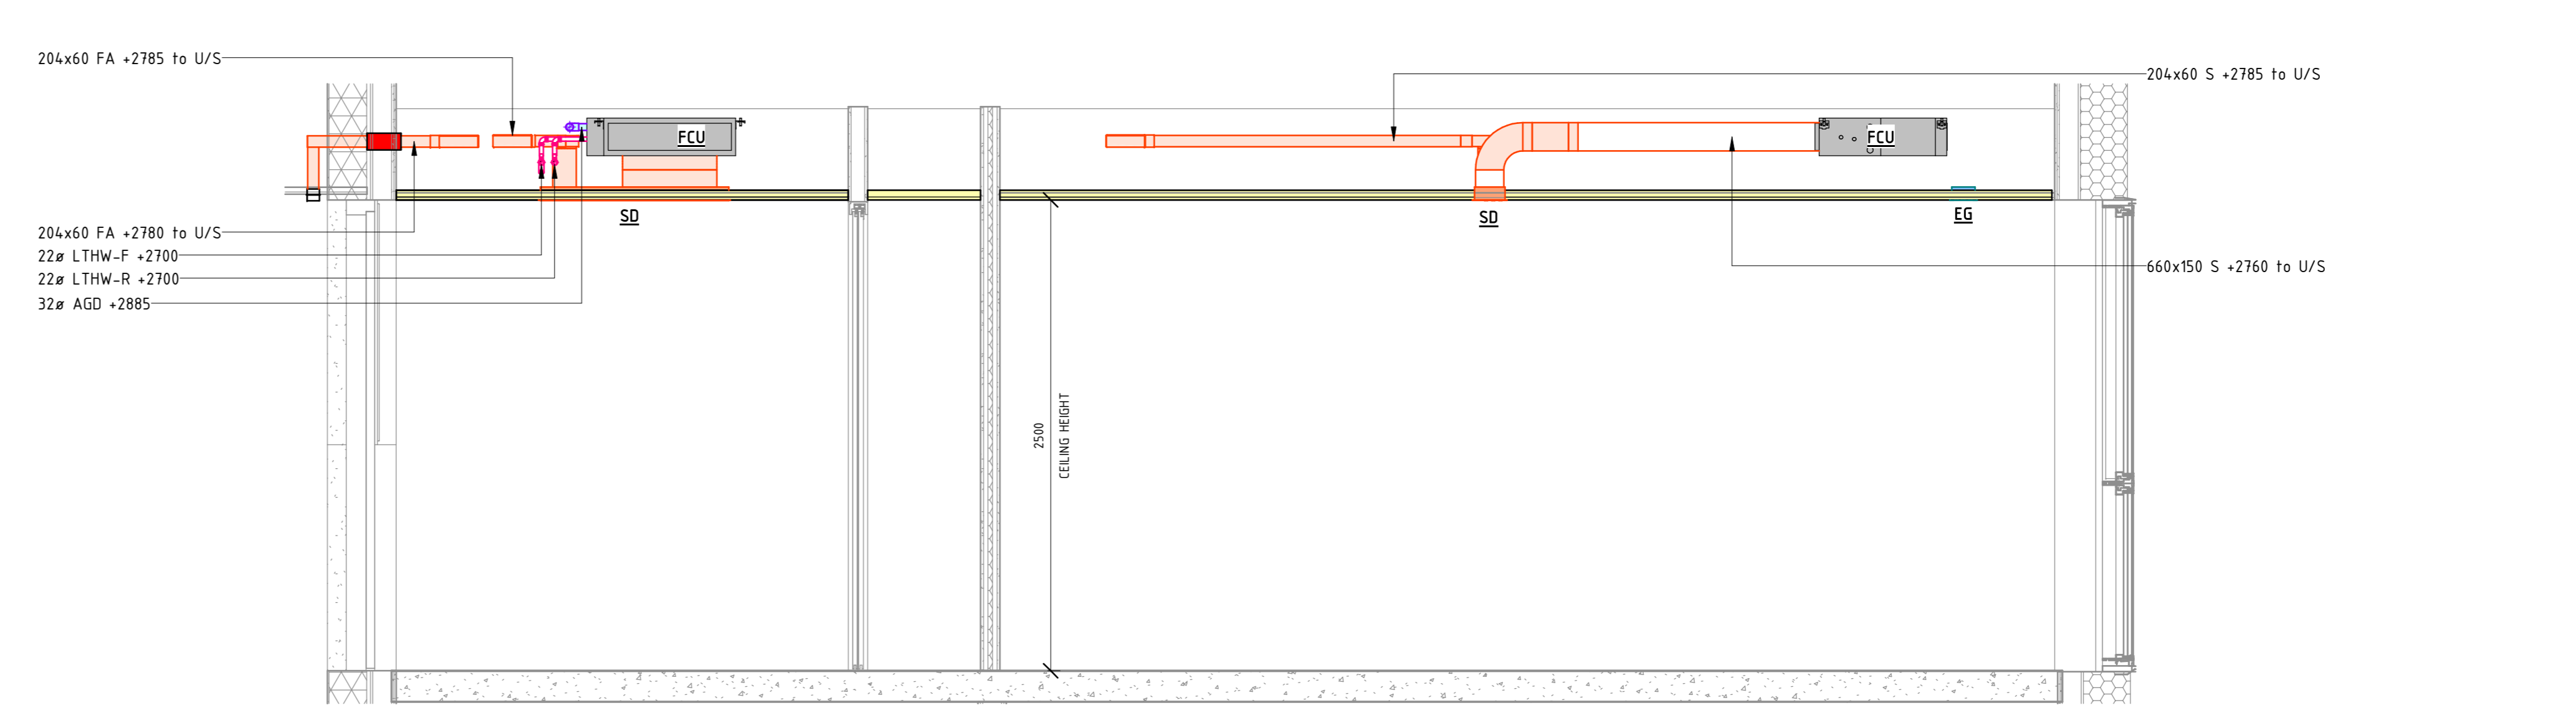 204x60 FA +2785 to U/S
204x60 S +2785 to U/S
FCU
FCU
SD
SD
EG
204x60 FA +2780 to U/S
22ø LTHW-F +2700
22ø LTHW-R +2700
32ø AGD +2885
660x150 S +2760 to U/S
2500
CEILING HEIGHT